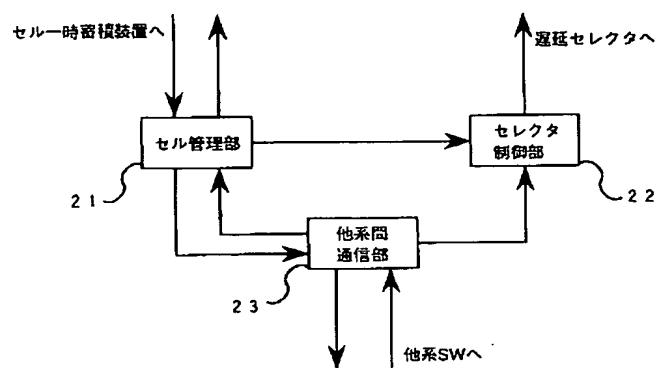 セル一時蓄積装置へ
遅延セレクタへ
セル管理部
セレクタ
制御部
21
22
他系間
通信部
23
他系SWへ